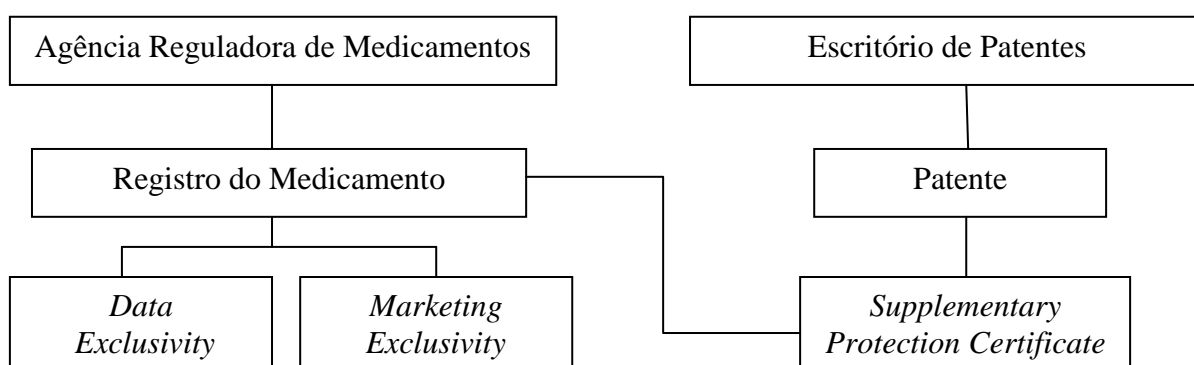 Agência Reguladora de Medicamentos
Escritório de Patentes
Registro do Medicamento
Patente
Data
Exclusivity
Marketing
Exclusivity
Supplementary
Protection Certificate